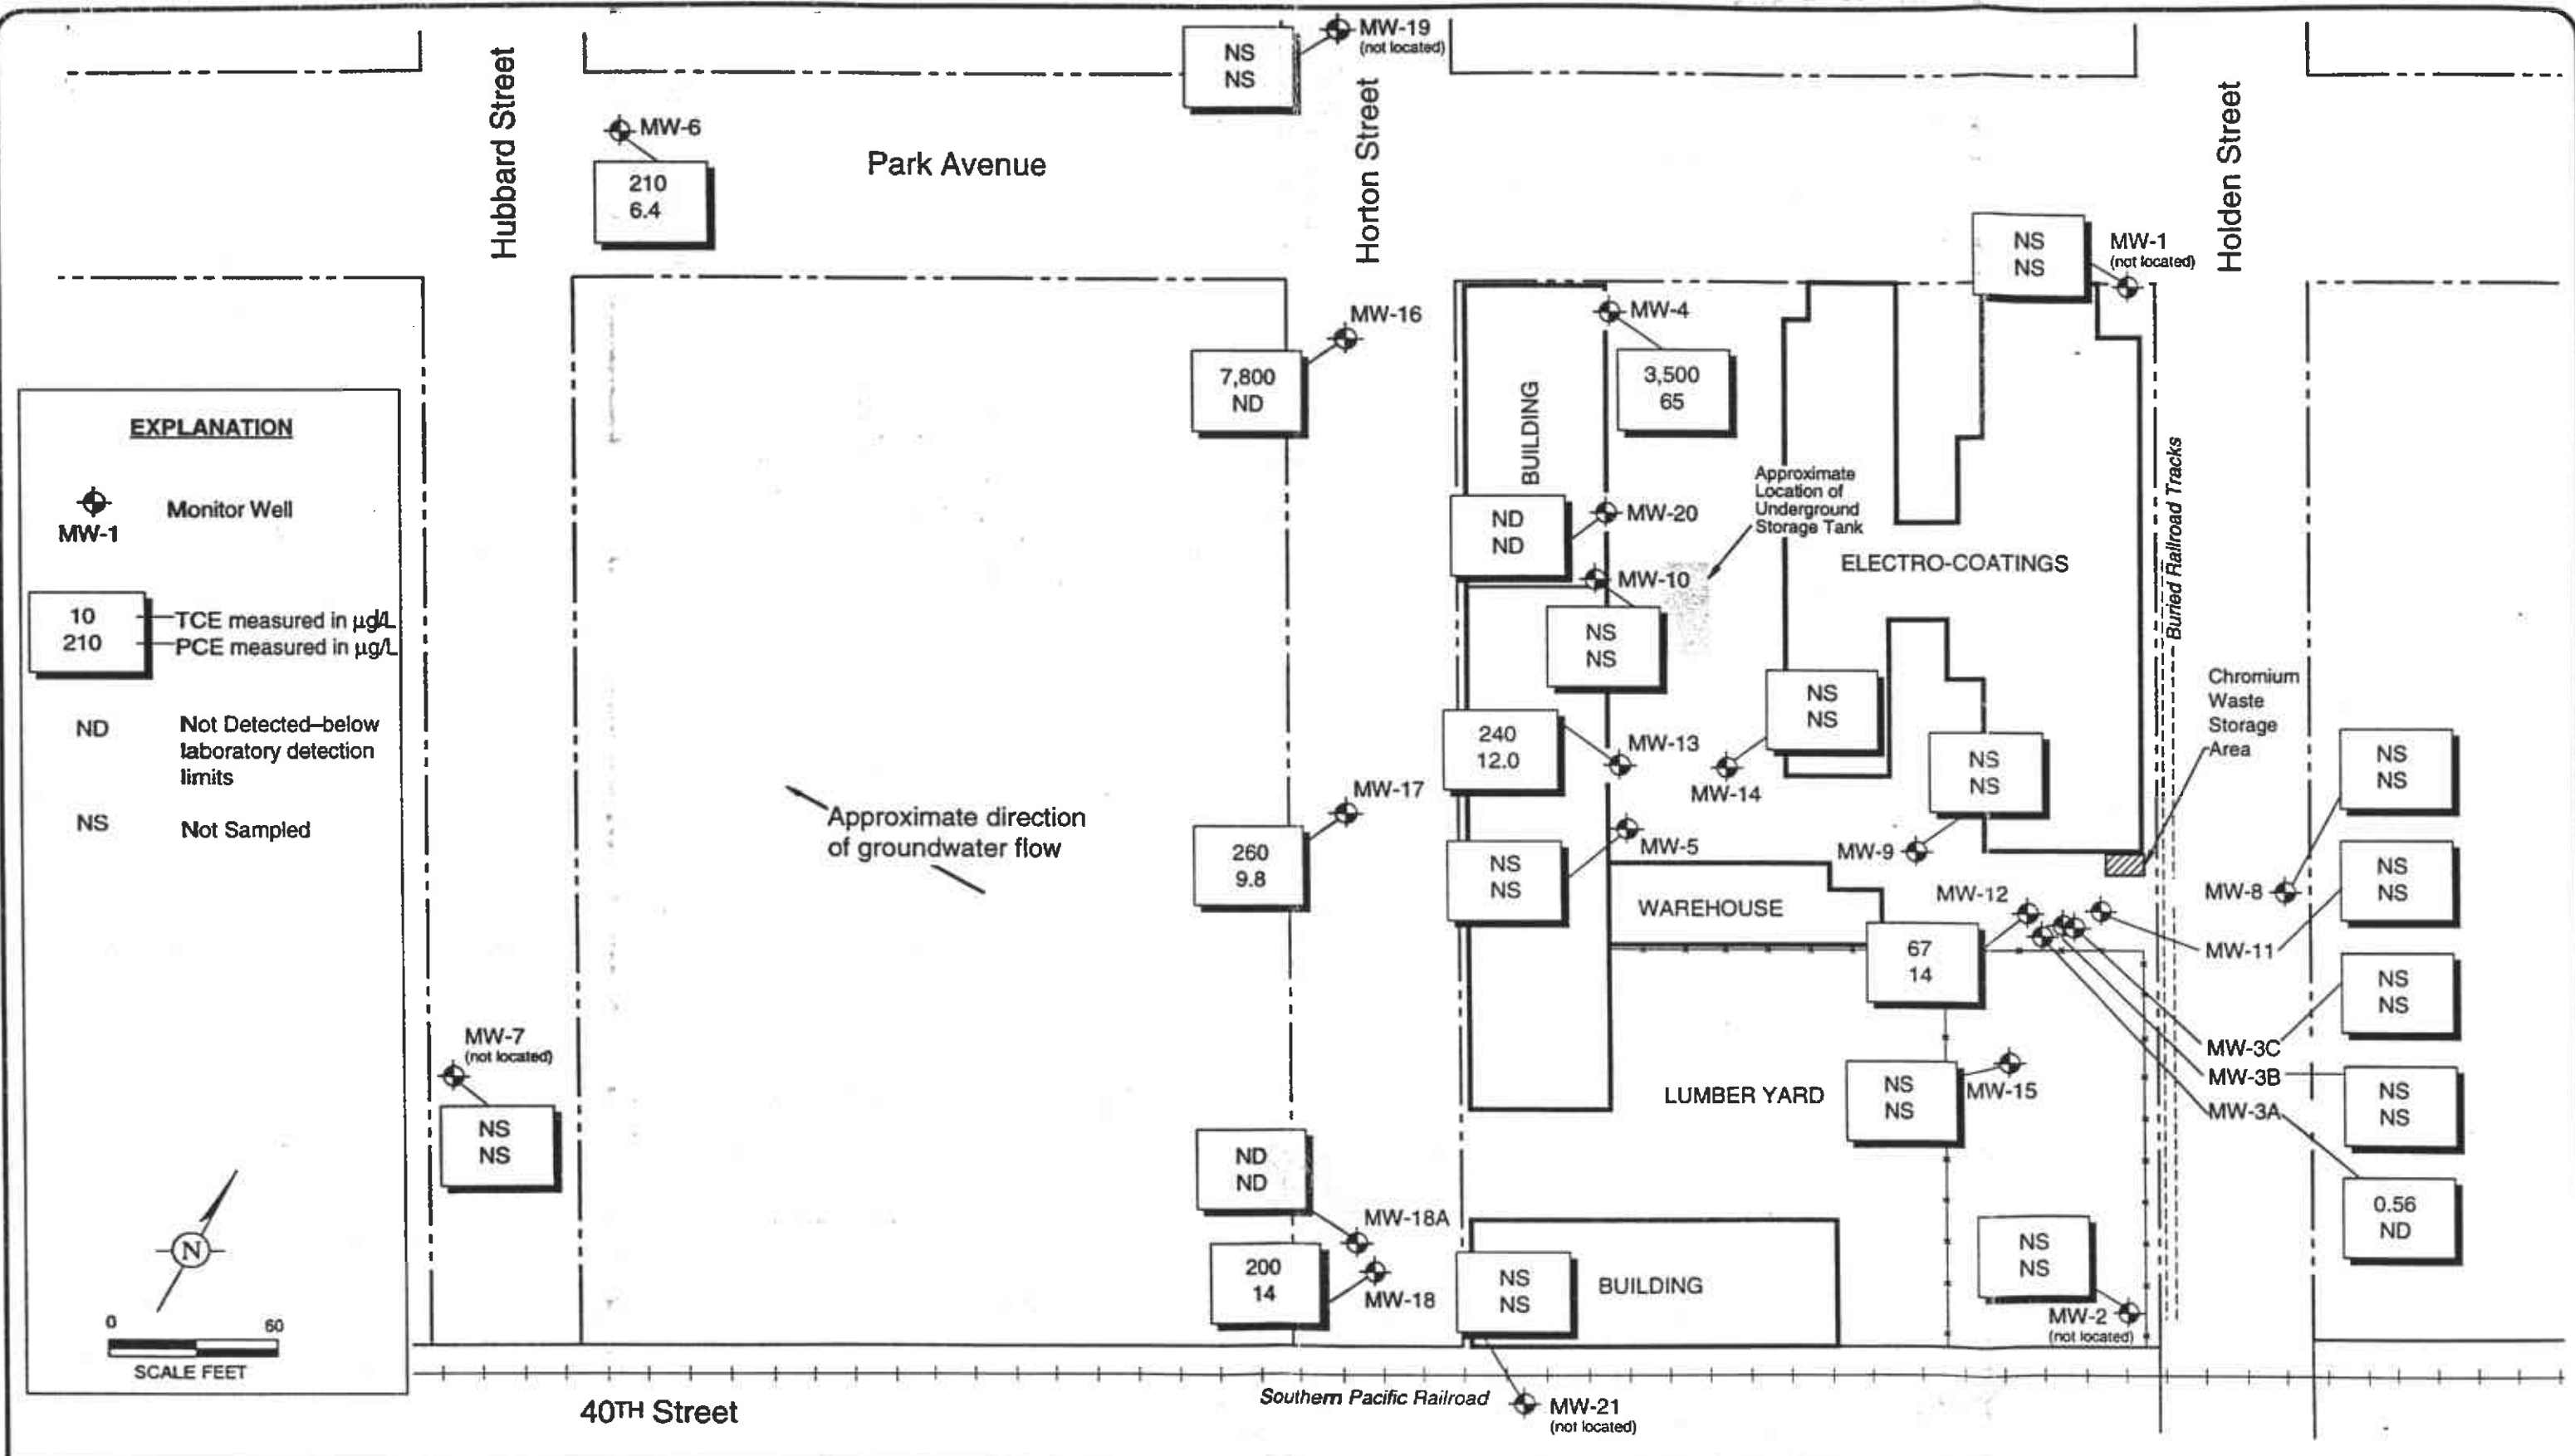 MW-19
(not located)
NS
NS
Hubbard Street
MW-6
210
6.4
Park Avenue
Horton Street
Holden Street
NS
NS
MW-1
(not located)
MW-16
7,800
ND
MW-4
3,500
65
BUILDING
Approximate
Location of
Underground
Storage Tank
ND
ND
MW-20
MW-10
NS
NS
ELECTRO-COATINGS
Buried Railroad Tracks
EXPLANATION
MW-1
Monitor Well
10
210
TCE measured in µg/L
PCE measured in µg/L
ND
Not Detected–below
laboratory detection
limits
NS
Not Sampled
Approximate direction
of groundwater flow
MW-17
260
9.8
240
12.0
MW-13
NS
NS
MW-14
NS
NS
MW-5
NS
NS
MW-9
Chromium
Waste
Storage
Area
NS
NS
MW-8
NS
NS
MW-11
WAREHOUSE
MW-12
67
14
NS
NS
MW-3C
MW-3B
NS
NS
MW-3A
0.56
ND
MW-7
(not located)
NS
NS
LUMBER YARD
NS
NS
MW-15
ND
ND
MW-18A
200
14
MW-18
NS
NS
BUILDING
NS
NS
MW-2
(not located)
N
0 60
SCALE FEET
40TH Street
Southern Pacific Railroad
MW-21
(not located)